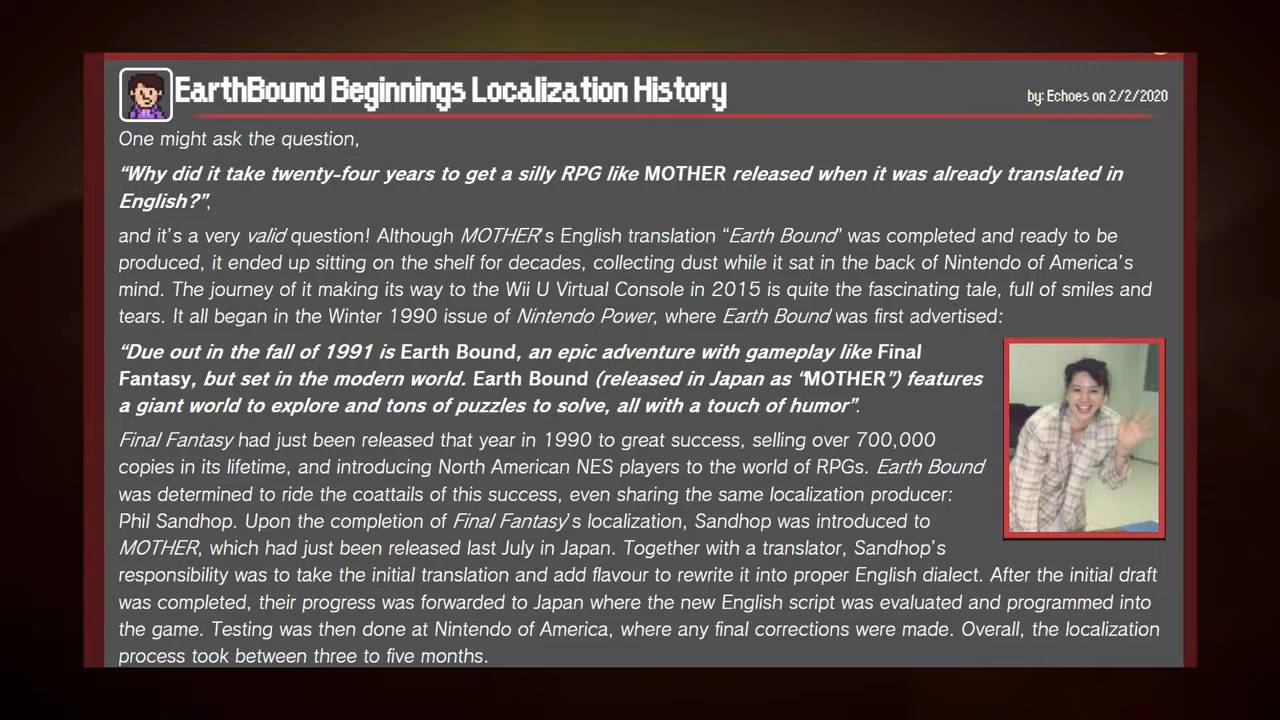 EarthBound Beginnings Localization History
by: Echoes on 2/2/2020
One might ask the question,
“Why did it take twenty-four years to get a silly RPG like MOTHER released when it was already translated in
English?”,
and it's a very valid question! Although MOTHER's English translation “Earth Bound” was completed and ready to be
produced, it ended up sitting on the shelf for decades, collecting dust while it sat in the back of Nintendo of America's
mind. The journey of it making its way to the Wii U Virtual Console in 2015 is quite the fascinating tale, full of smiles and
tears. It all began in the Winter 1990 issue of Nintendo Power, where Earth Bound was first advertised:
“Due out in the fall of 1991 is Earth Bound, an epic adventure with gameplay like Final
Fantasy, but set in the modern world. Earth Bound (released in Japan as “MOTHER”) features
a giant world to explore and tons of puzzles to solve, all with a touch of humor”.
Final Fantasy had just been released that year in 1990 to great success, selling over 700,000
copies in its lifetime, and introducing North American NES players to the world of RPGs. Earth Bound
was determined to ride the coattails of this success, even sharing the same localization producer:
Phil Sandhop. Upon the completion of Final Fantasy's localization, Sandhop was introduced to
MOTHER, which had just been released last July in Japan. Together with a translator, Sandhop's
responsibility was to take the initial translation and add flavour to rewrite it into proper English dialect. After the initial draft
was completed, their progress was forwarded to Japan where the new English script was evaluated and programmed into
the game. Testing was then done at Nintendo of America, where any final corrections were made. Overall, the localization
process took between three to five months.